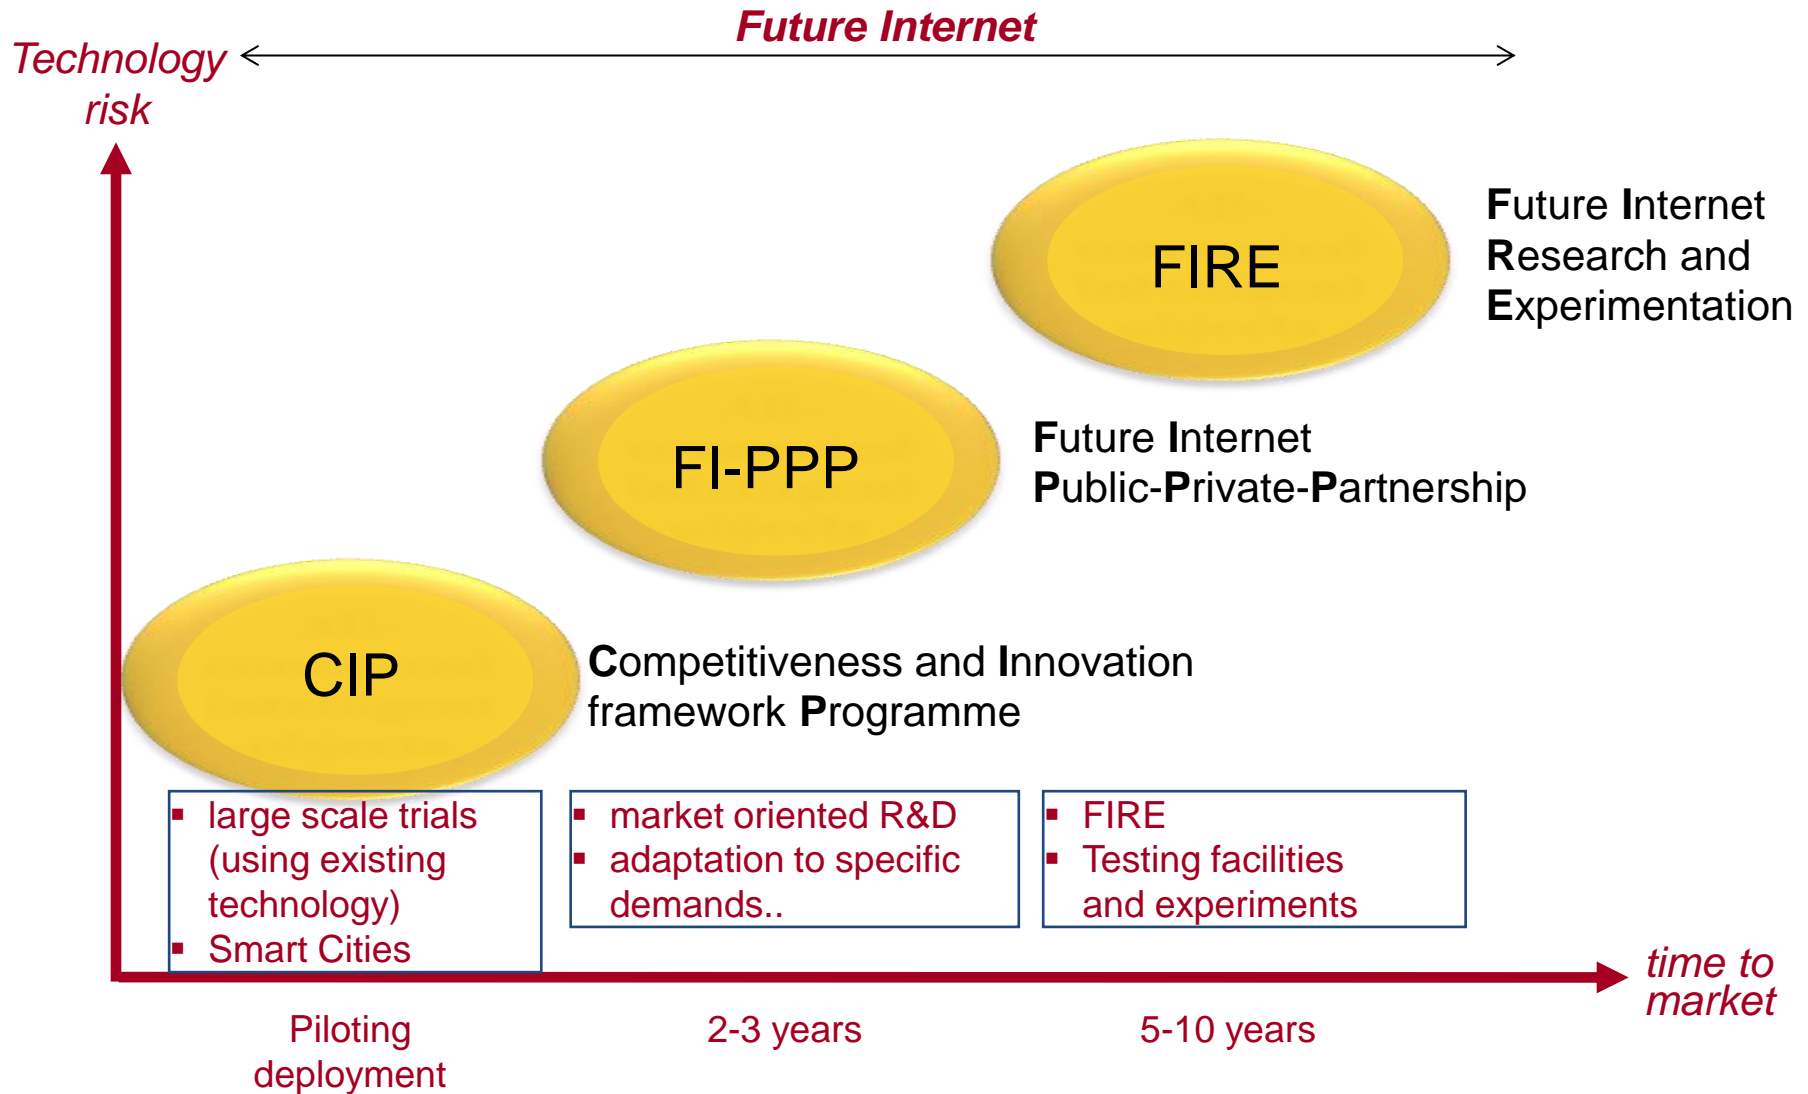 Future Internet
Technology
risk
FIRE
Future Internet
Research and
Experimentation
FI-PPP
Future Internet
Public-Private-Partnership
CIP
Competitiveness and Innovation
framework Programme
▪ large scale trials
(using existing
technology)
▪ Smart Cities
▪ market oriented R&D
▪ adaptation to specific
demands..
▪ FIRE
▪ Testing facilities
and experiments
time to
market
Piloting
deployment
2-3 years
5-10 years